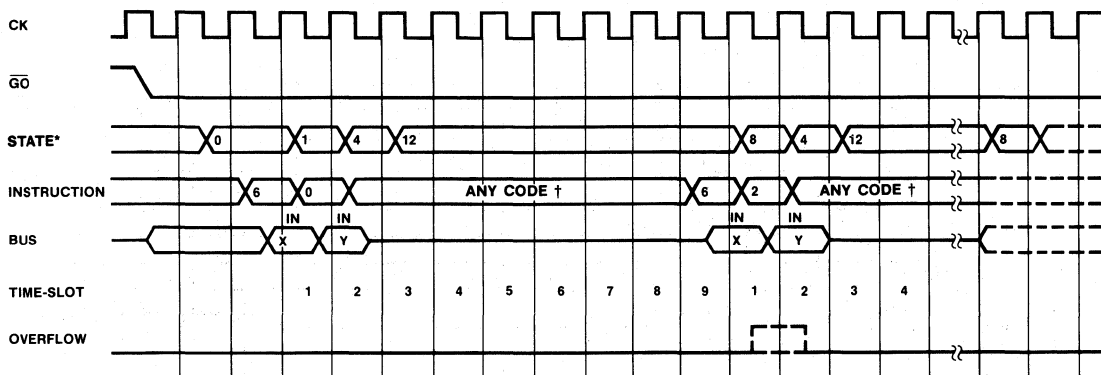 CK
G̅O̅
STATE* 0 1 4 12 8 4 12 8
INSTRUCTION 6 0 ANY CODE † 6 2 ANY CODE †
IN IN IN IN
BUS X Y X Y
TIME-SLOT 1 2 3 4 5 6 7 8 9 1 2 3 4
OVERFLOW